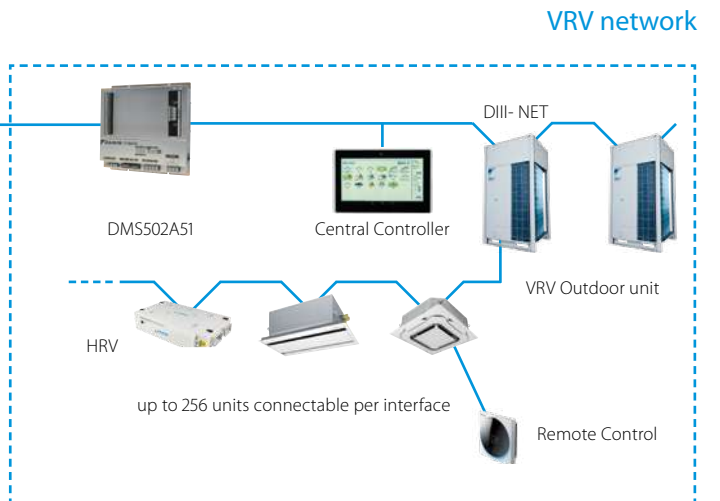 VRV network
DIII- NET
DMS502A51
Central Controller
VRV Outdoor unit
HRV
up to 256 units connectable per interface
Remote Control